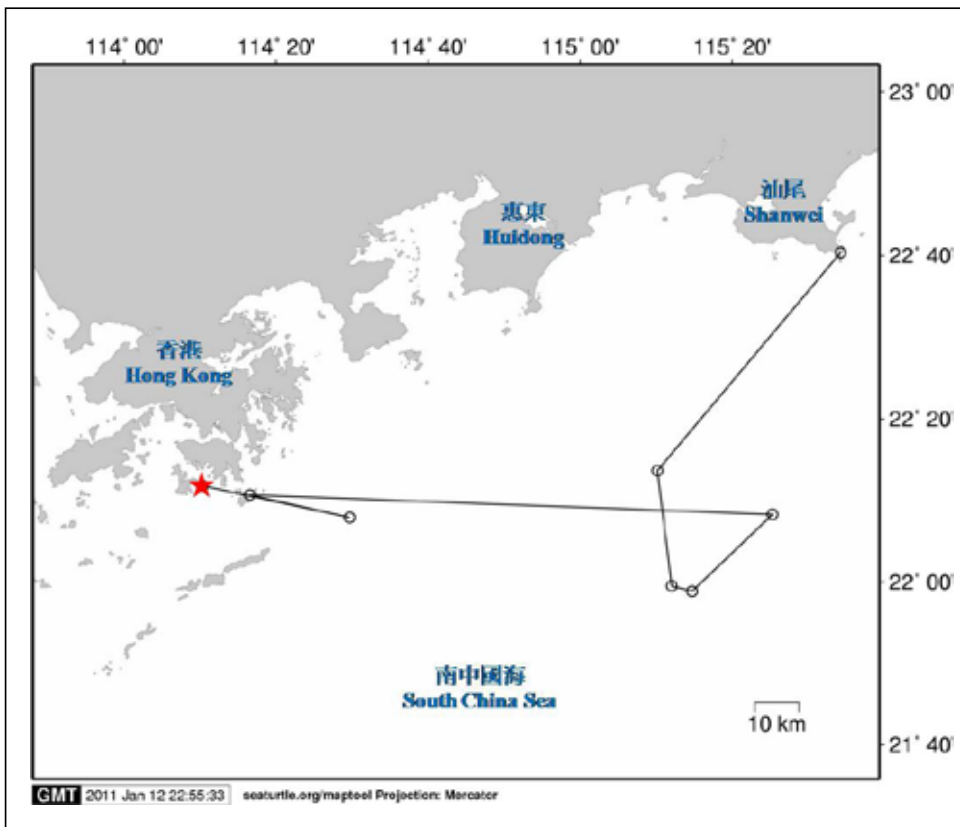 114° 00'
114° 20'
114° 40'
115° 00'
115° 20'
23° 00'
汕尾
Shanwei
惠東
Huidong
22° 40'
香港
Hong Kong
22° 20'
22° 00'
南中國海
South China Sea
10 km
21° 40'
GMT 2011 Jan 12 22:55:33 seaturtle.org/maptool Projection: Mercator